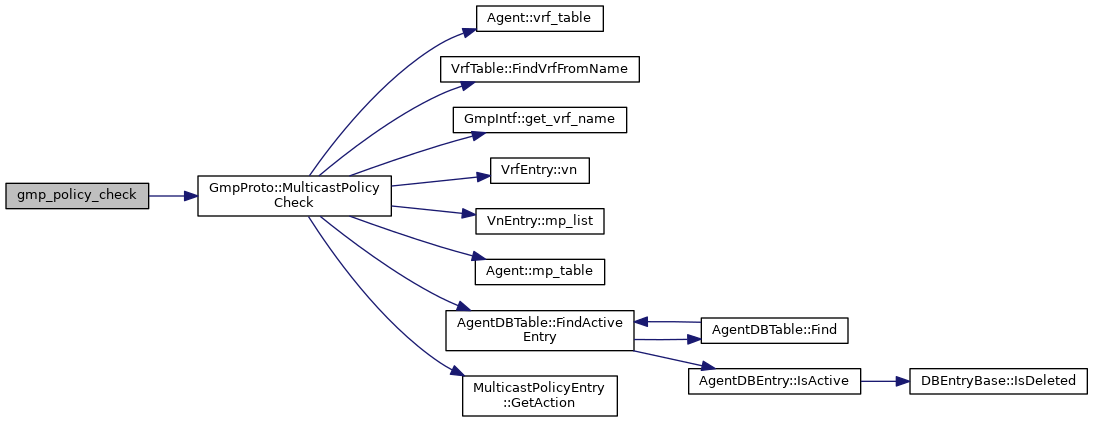 gmp_policy_check
GmpProto::MulticastPolicy
Check
Agent::vrf_table
VrfTable::FindVrfFromName
GmpIntf::get_vrf_name
VrfEntry::vn
VnEntry::mp_list
Agent::mp_table
AgentDBTable::FindActive
Entry
MulticastPolicyEntry
::GetAction
AgentDBTable::Find
AgentDBEntry::IsActive
DBEntryBase::IsDeleted